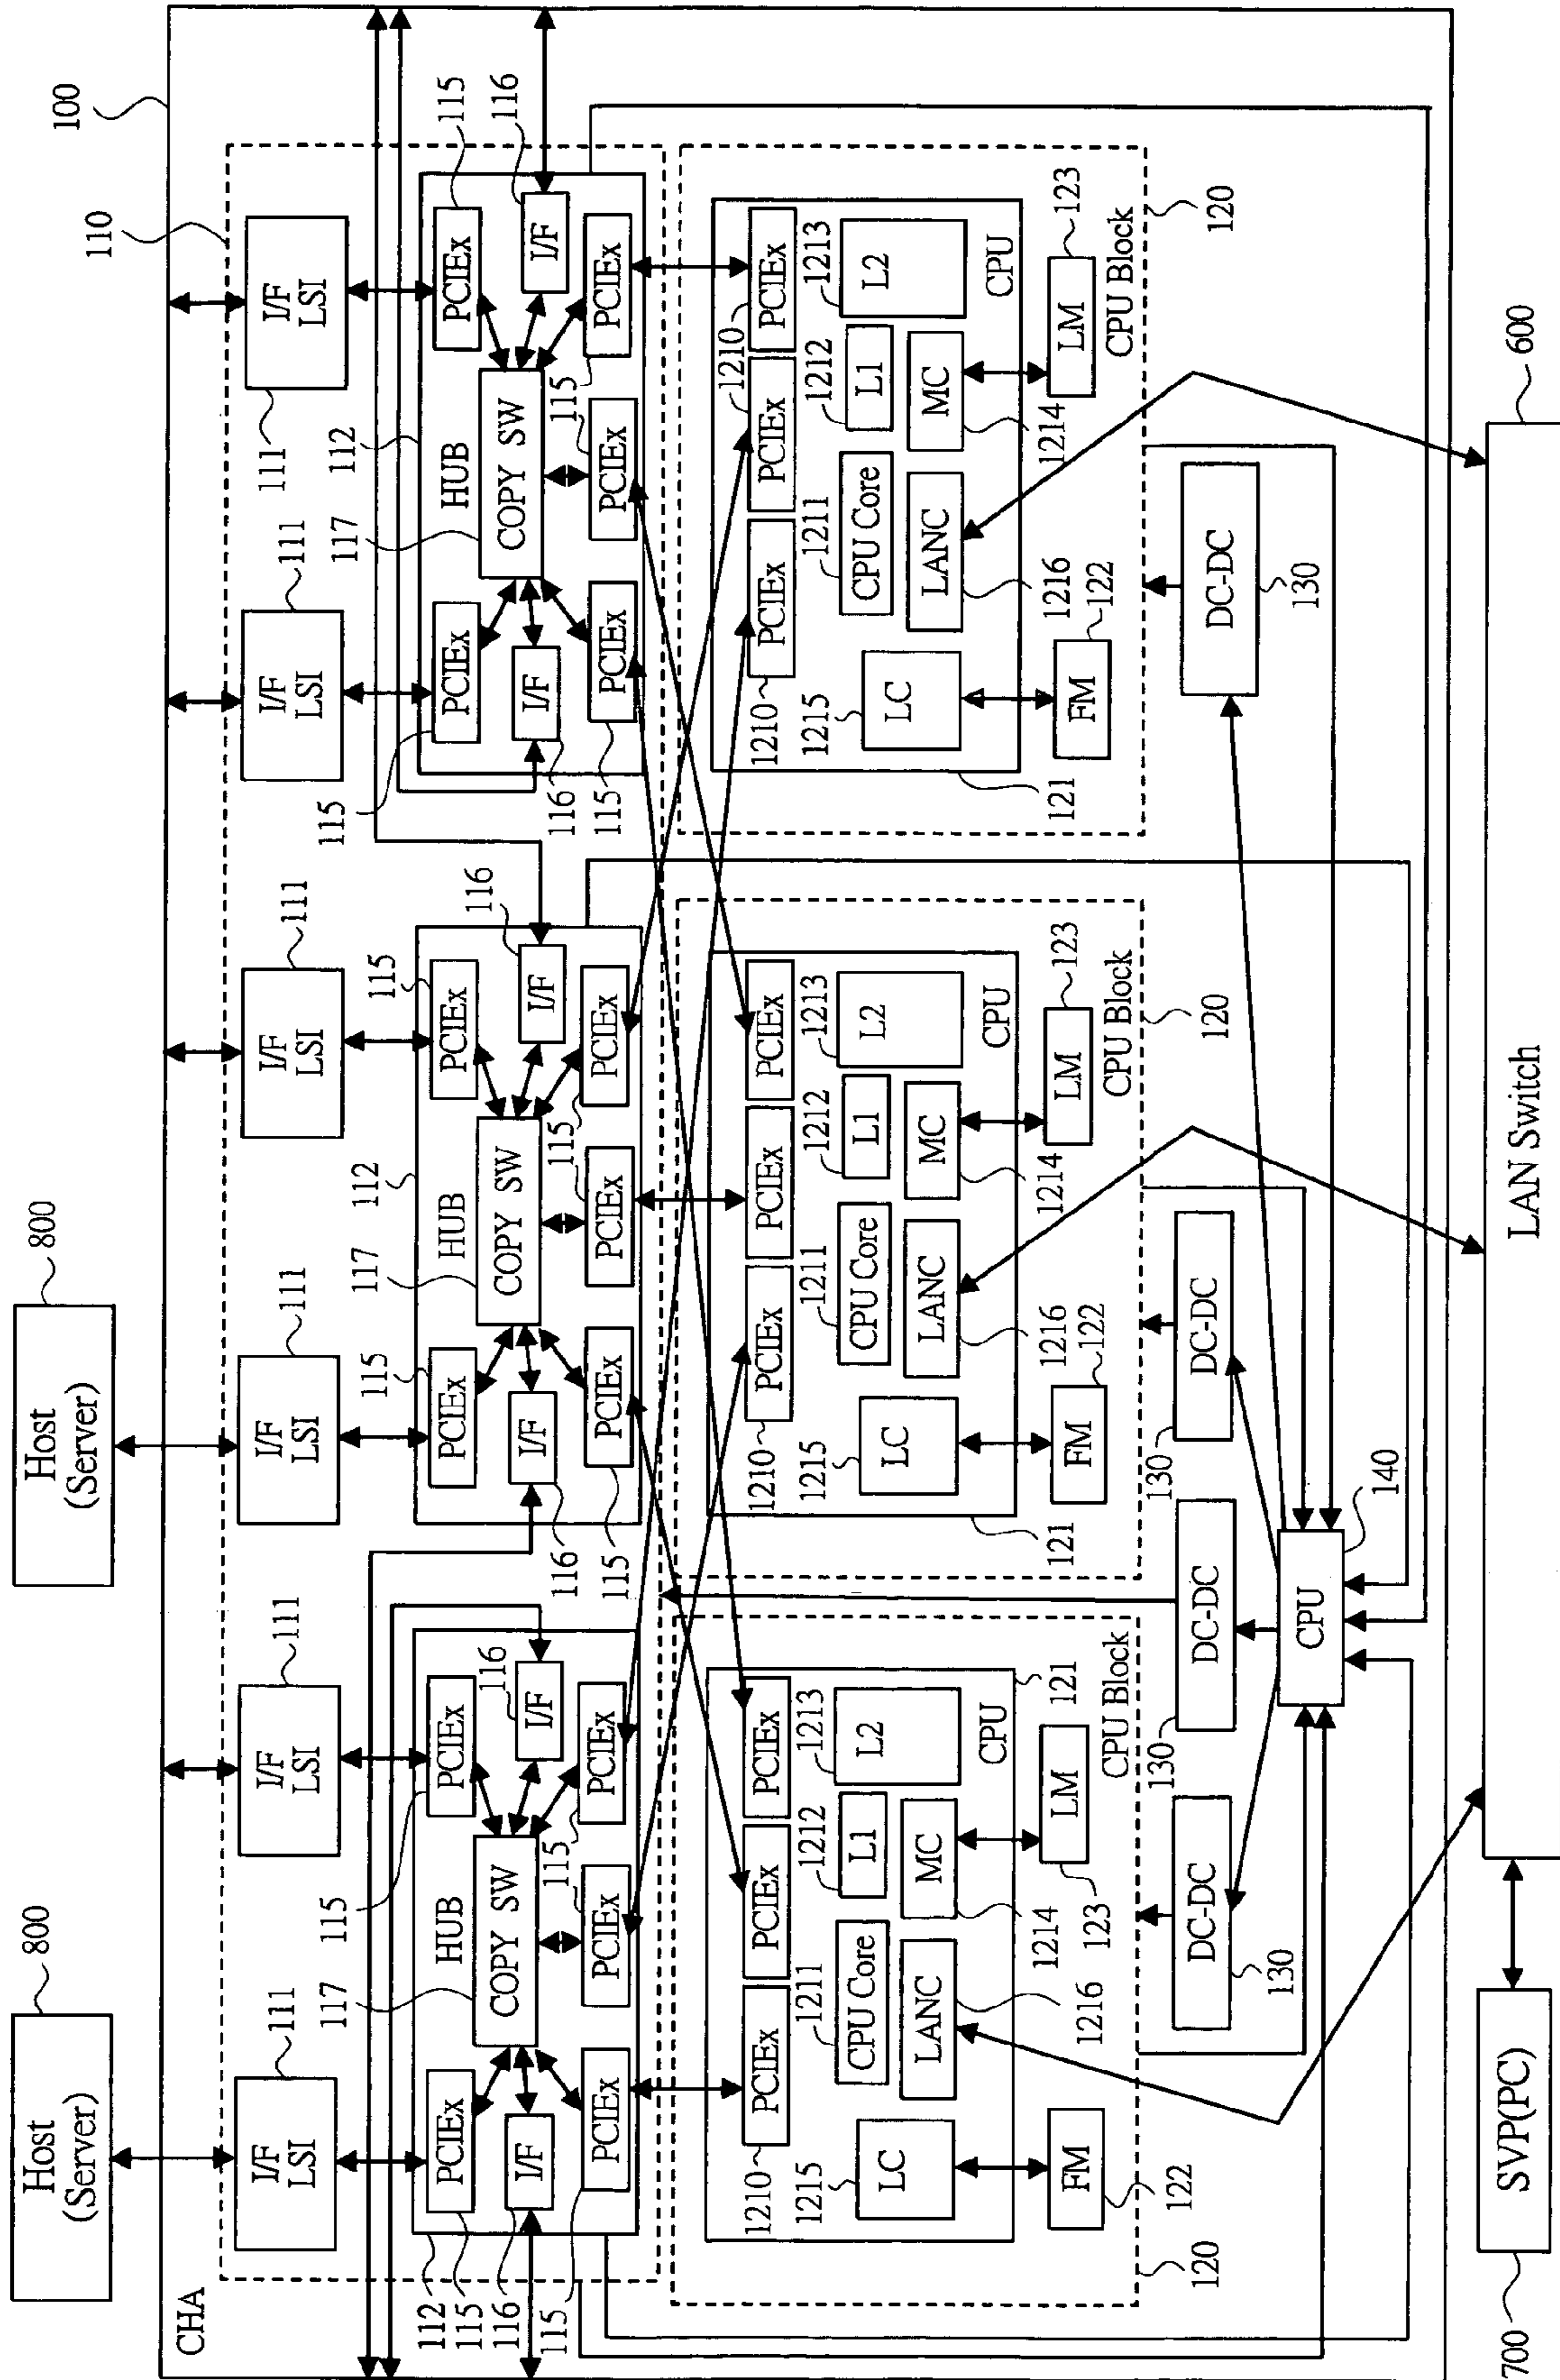 800
800
Host
(Server)
Host
(Server)
100
CHA
110
111
111
111
111
111
111
I/F
LSI
I/F
LSI
I/F
LSI
I/F
LSI
I/F
LSI
I/F
LSI
117
115
117
112
115
115
115
112
115
115
PCIEx
HUB
PCIEx
PCIEx
HUB
PCIEx
PCIEx
HUB
PCIEx
112
116
116
117
116
115
I/F
COPY SW
I/F
I/F
COPY SW
I/F
I/F
COPY SW
I/F
116
115
115
116
115
116
115
115
115
115
115
115
PCIEx
PCIEx
PCIEx
PCIEx
PCIEx
PCIEx
PCIEx
PCIEx
PCIEx
1210
PCIEx
PCIEx
PCIEx
1210
PCIEx
PCIEx
PCIEx
1210
PCIEx
1210
PCIEx
PCIEx
1215
1211
1212
1213
1215
1211
1212
1213
1215
1211
1212
1213
LC
CPU Core
L1
L2
LC
CPU Core
L1
L2
LC
CPU Core
L1
L2
LANC
MC
LANC
MC
LANC
MC
CPU
CPU
CPU
1216
1214
121
121
1216
1214
121
1216
1214
FM
122
123
LM
FM
122
LM
123
FM
122
LM
123
CPU Block
CPU Block
CPU Block
120
120
120
DC-DC
130
DC-DC
130
DC-DC
130
DC-DC
130
CPU
140
LAN Switch
600
700
SVP(PC)